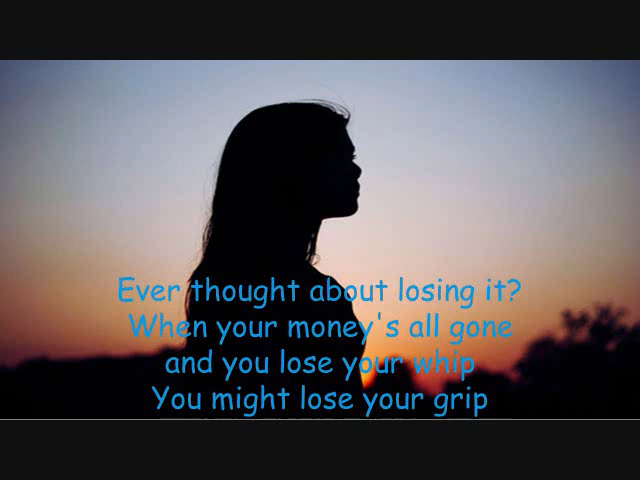 Ever thought about losing it?
When your money's all gone
and you lose your whip
You might lose your grip